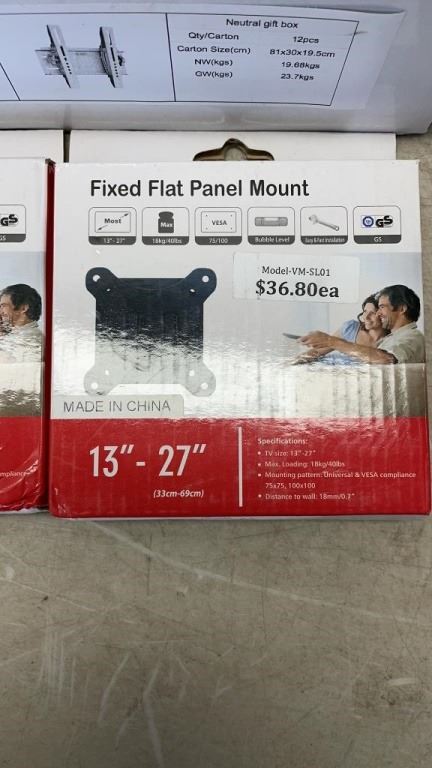 Neutral gift box
Qty/Carton 12pcs
Carton Size(cm) 81x30x19.5cm
NW(kgs) 19.68kgs
GW(kgs) 23.7kgs
Fixed Flat Panel Mount
Most
Max
VESA
GS
13"- 27"
18kg/40lbs
75/100
Bubble Level
Easy & Fast Installation
GS
GS
GS
Model-VM-SL01
$36.80ea
MADE IN CHINA
13"- 27"
(33cm-69cm)
Specifications:
• TV size: 13"-27"
• Max. Loading: 18kg/40lbs
• Mounting pattern: Universal & VESA compliance
75x75, 100x100
• Distance to wall: 18mm/0.7"
mpliance